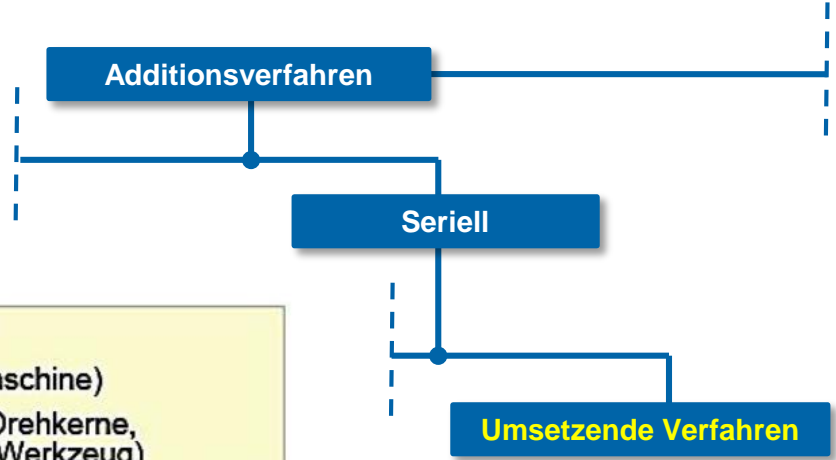 Additionsverfahren
Seriell
aschine)
Drehkerne,
Werkzeug)
Umsetzende Verfahren